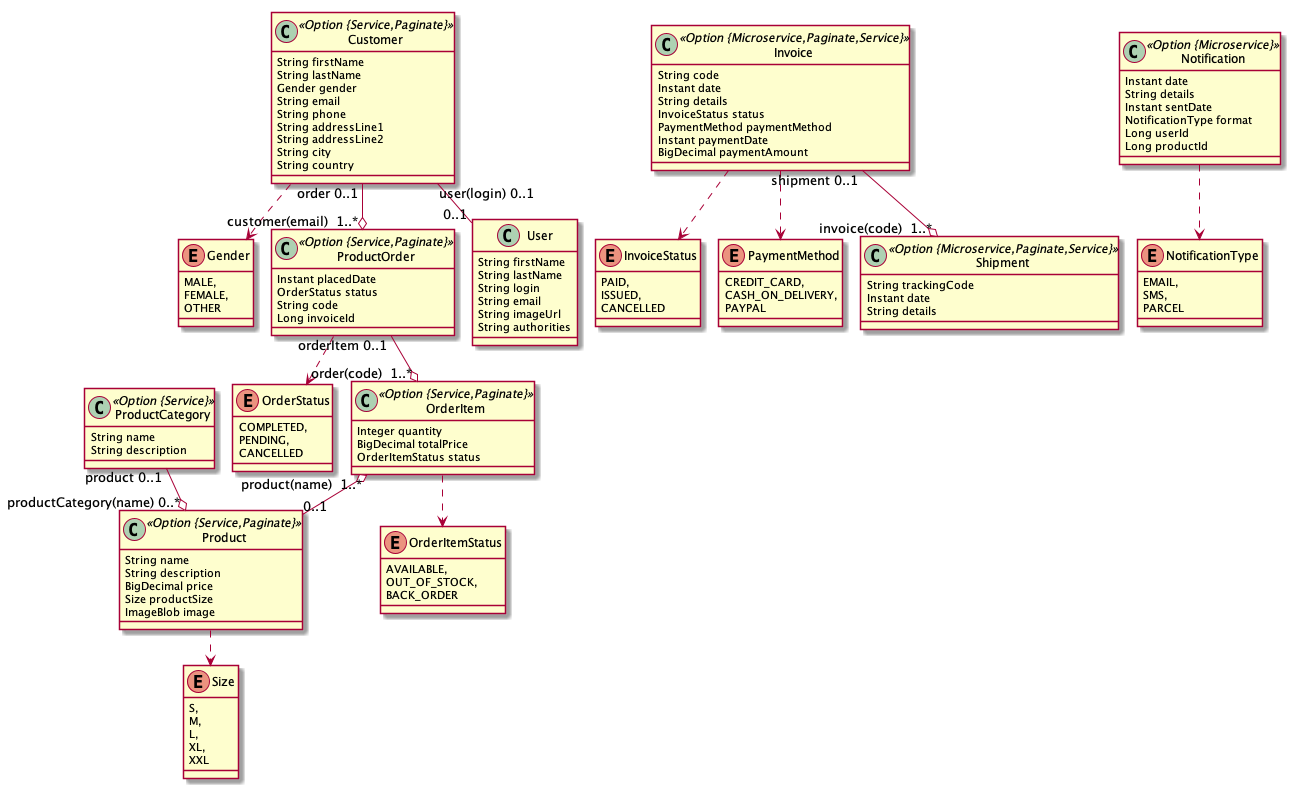 C «Option {Service,Paginate}»
Customer
String firstName
String lastName
Gender gender
String email
String phone
String addressLine1
String addressLine2
String city
String country
C «Option {Microservice,Paginate,Service}»
Invoice
String code
Instant date
String details
InvoiceStatus status
PaymentMethod paymentMethod
Instant paymentDate
BigDecimal paymentAmount
C «Option {Microservice}»
Notification
Instant date
String details
Instant sentDate
NotificationType format
Long userId
Long productId
order 0..1
user(login) 0..1
shipment 0..1
customer(email) 1..*
0..1
invoice(code) 1..*
E Gender
MALE,
FEMALE,
OTHER
C «Option {Service,Paginate}»
ProductOrder
Instant placedDate
OrderStatus status
String code
Long invoiceId
C User
String firstName
String lastName
String login
String email
String imageUrl
String authorities
E InvoiceStatus
PAID,
ISSUED,
CANCELLED
E PaymentMethod
CREDIT_CARD,
CASH_ON_DELIVERY,
PAYPAL
C «Option {Microservice,Paginate,Service}»
Shipment
String trackingCode
Instant date
String details
E NotificationType
EMAIL,
SMS,
PARCEL
orderItem 0..1
order(code) 1..*
C «Option {Service}»
ProductCategory
String name
String description
E OrderStatus
COMPLETED,
PENDING,
CANCELLED
C «Option {Service,Paginate}»
OrderItem
Integer quantity
BigDecimal totalPrice
OrderItemStatus status
product 0..1
product(name) 1..*
productCategory(name) 0..*
0..1
C «Option {Service,Paginate}»
Product
String name
String description
BigDecimal price
Size productSize
ImageBlob image
E OrderItemStatus
AVAILABLE,
OUT_OF_STOCK,
BACK_ORDER
E Size
S,
M,
L,
XL,
XXL